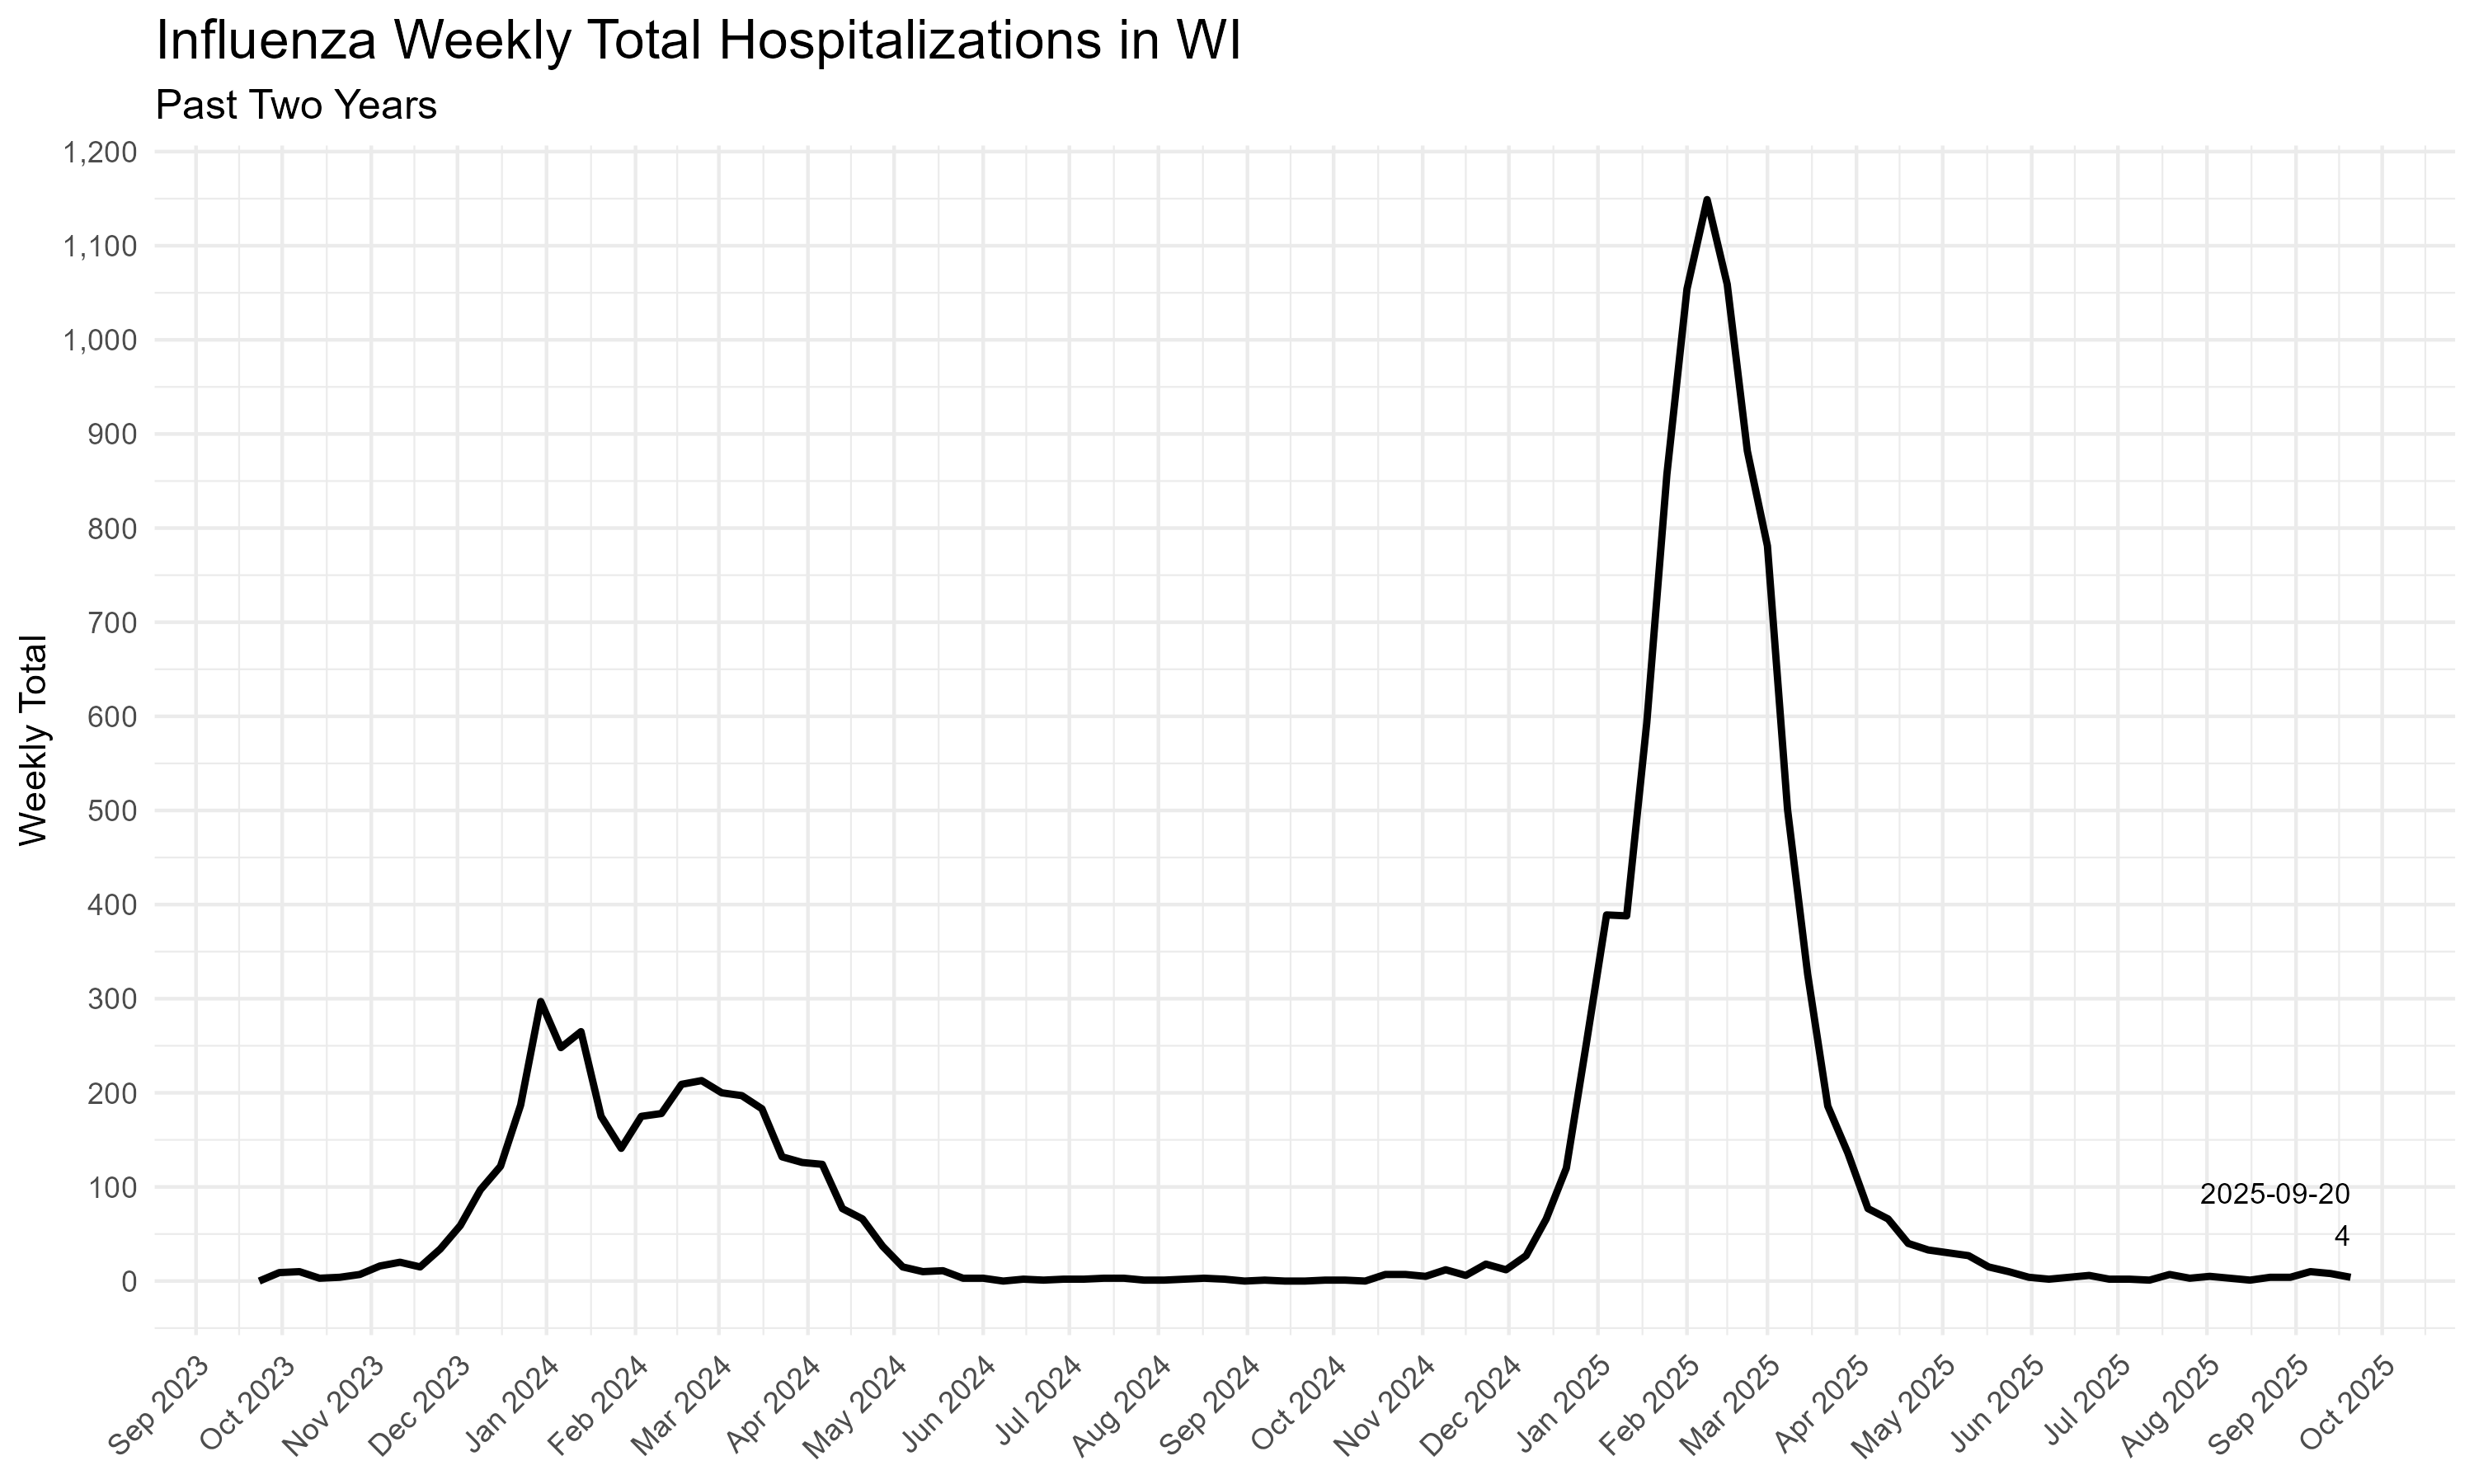 Influenza Weekly Total Hospitalizations in WI
Past Two Years
Weekly Total
1,200
1,100
1,000
900
800
700
600
500
400
300
200
100
0
2025-09-20
4
Sep 2023
Oct 2023
Nov 2023
Dec 2023
Jan 2024
Feb 2024
Mar 2024
Apr 2024
May 2024
Jun 2024
Jul 2024
Aug 2024
Sep 2024
Oct 2024
Nov 2024
Dec 2024
Jan 2025
Feb 2025
Mar 2025
Apr 2025
May 2025
Jun 2025
Jul 2025
Aug 2025
Sep 2025
Oct 2025